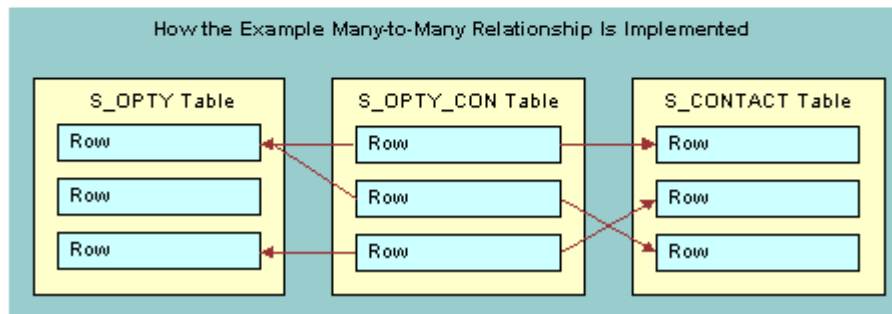 How the Example Many-to-Many Relationship Is Implemented
S_OPTY Table
Row
Row
Row
S_OPTY_CON Table
Row
Row
Row
S_CONTACT Table
Row
Row
Row